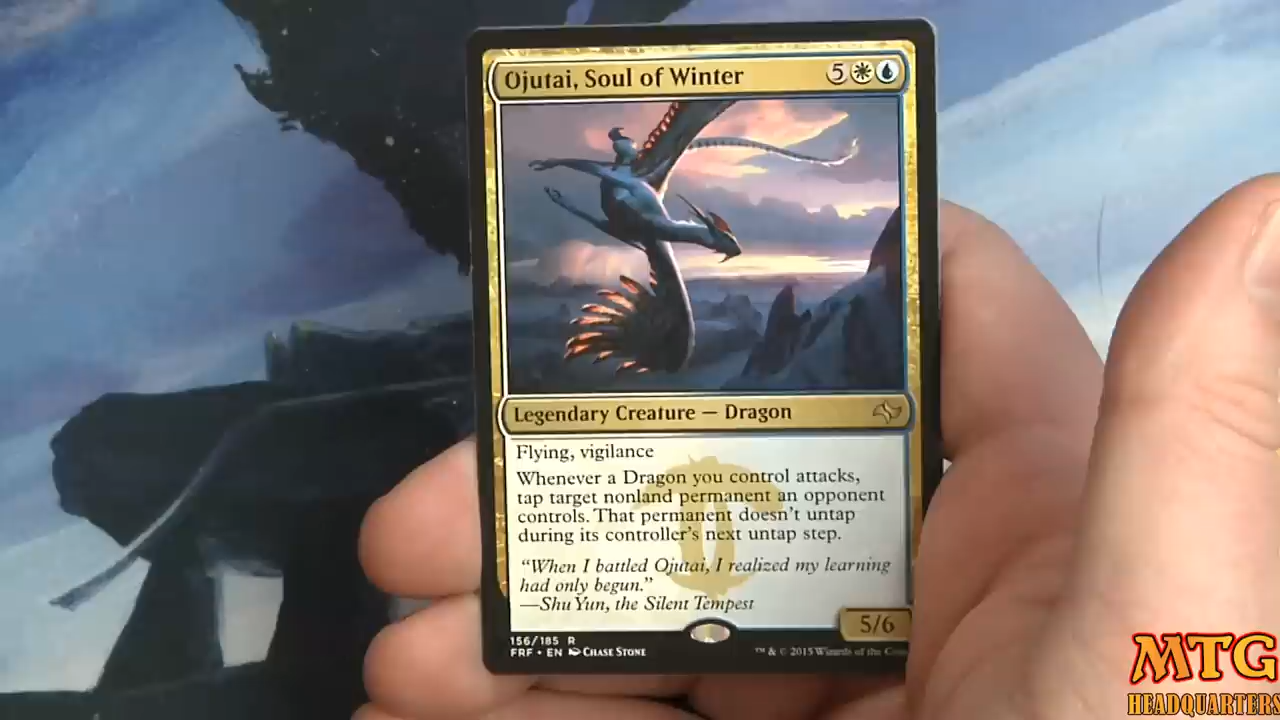 Ojutai, Soul of Winter 5
Legendary Creature — Dragon
Flying, vigilance
Whenever a Dragon you control attacks,
tap target nonland permanent an opponent
controls. That permanent doesn't untap
during its controller's next untap step.
"When I battled Ojutai, I realized my learning
had only begun."
—Shu Yun, the Silent Tempest
5/6
156/185 R
FRF • EN CHASE STONE
™ & © 2015 Wizards of the
MTG
HEADQUARTERS